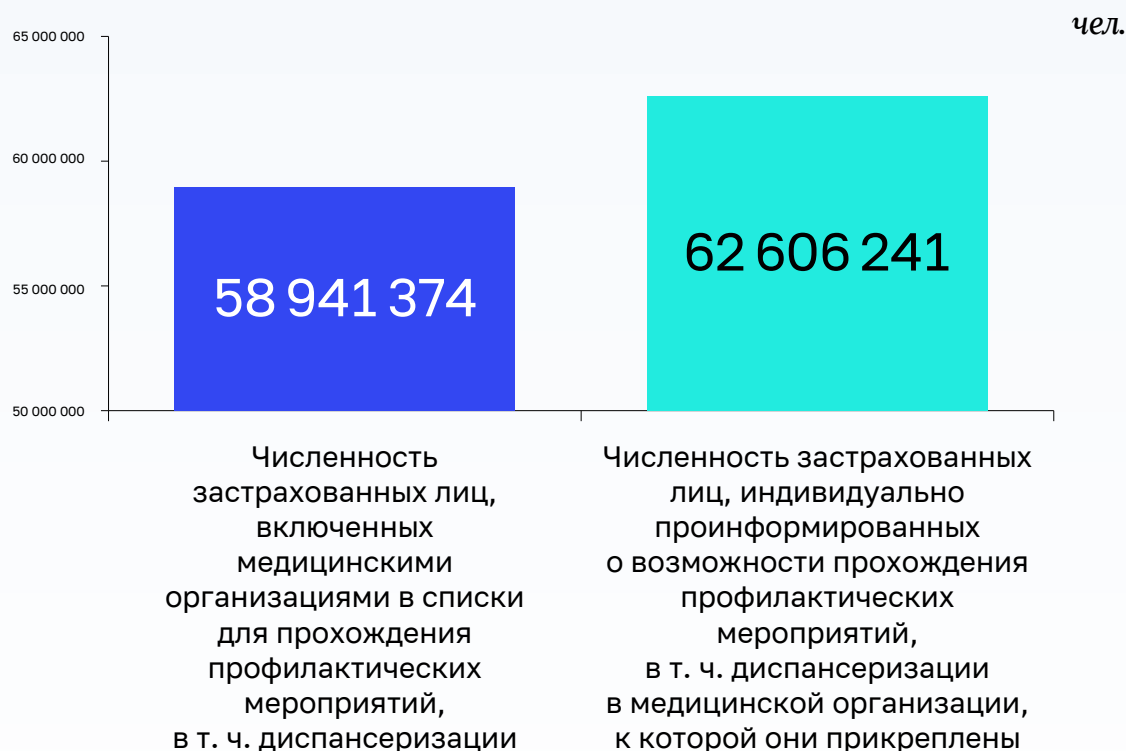 чел.
65 000 000
60 000 000
55 000 000
50 000 000
58 941 374
62 606 241
Численность
застрахованных лиц,
включенных
медицинскими
организациями в списки
для прохождения
профилактических
мероприятий,
в т. ч. диспансеризации
Численность застрахованных
лиц, индивидуально
проинформированных
о возможности прохождения
профилактических
мероприятий,
в т. ч. диспансеризации
в медицинской организации,
к которой они прикреплены